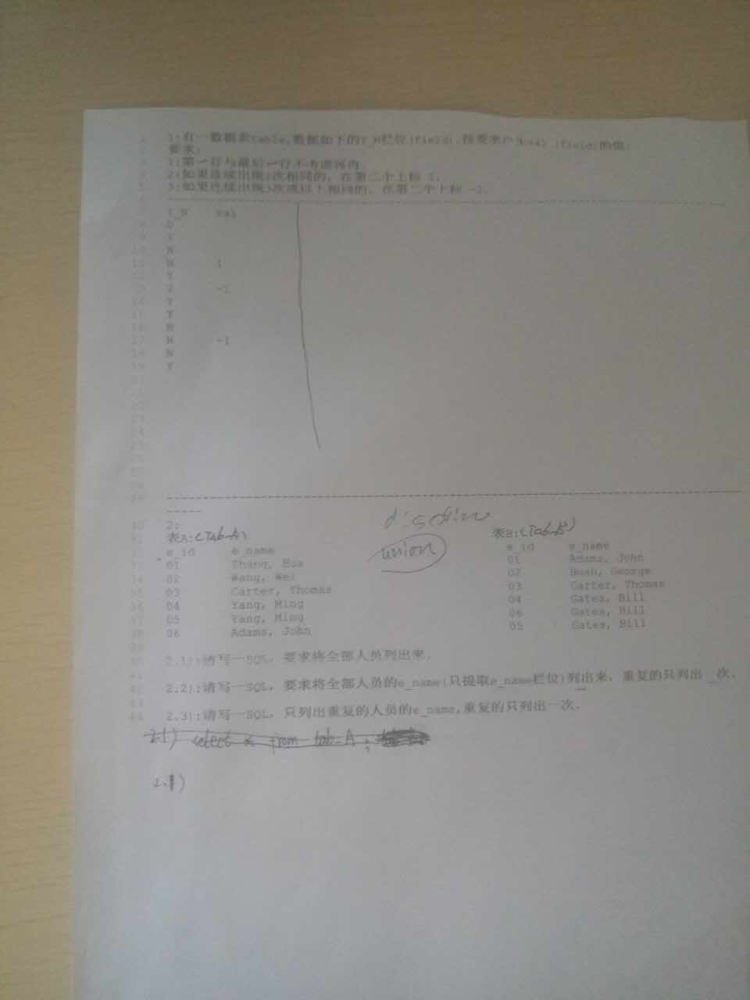 1:有一数据表table,数据如下的Y_N栏位(field),按要求产生val (field)的值:
要求:
1:第一行与最后一行不考虑再内。
2:如果连续出现2次相同的, 在第二个上标 1.
3:如果连续出现3次或以上相同的, 在第二个上标 -1.
Y_N val
Y
N
N 1
Y
Y -1
Y
Y
N
N -1
N
Y
2:
union
表A:(Tab_A) 表B:(Tab_B)
e_id e_name e_id e_name
01 Zhang, Hua 01 Adams, John
02 Wang, Wei 02 Bush, George
03 Carter, Thomas 03 Carter, Thomas
04 Yang, Ming 04 Gates, Bill
05 Yang, Ming 06 Gates, Bill
06 Adams, John 05 Gates, Bill
2.1):请写一SQL, 要求将全部人员列出来.
2.2):请写一SQL, 要求将全部人员的e_name(只提取e_name栏位)列出来, 重复的只列出一次.
2.3):请写一SQL, 只列出重复的人员的e_name,重复的只列出一次.
2.1) select * from tab_A ;
2.1)